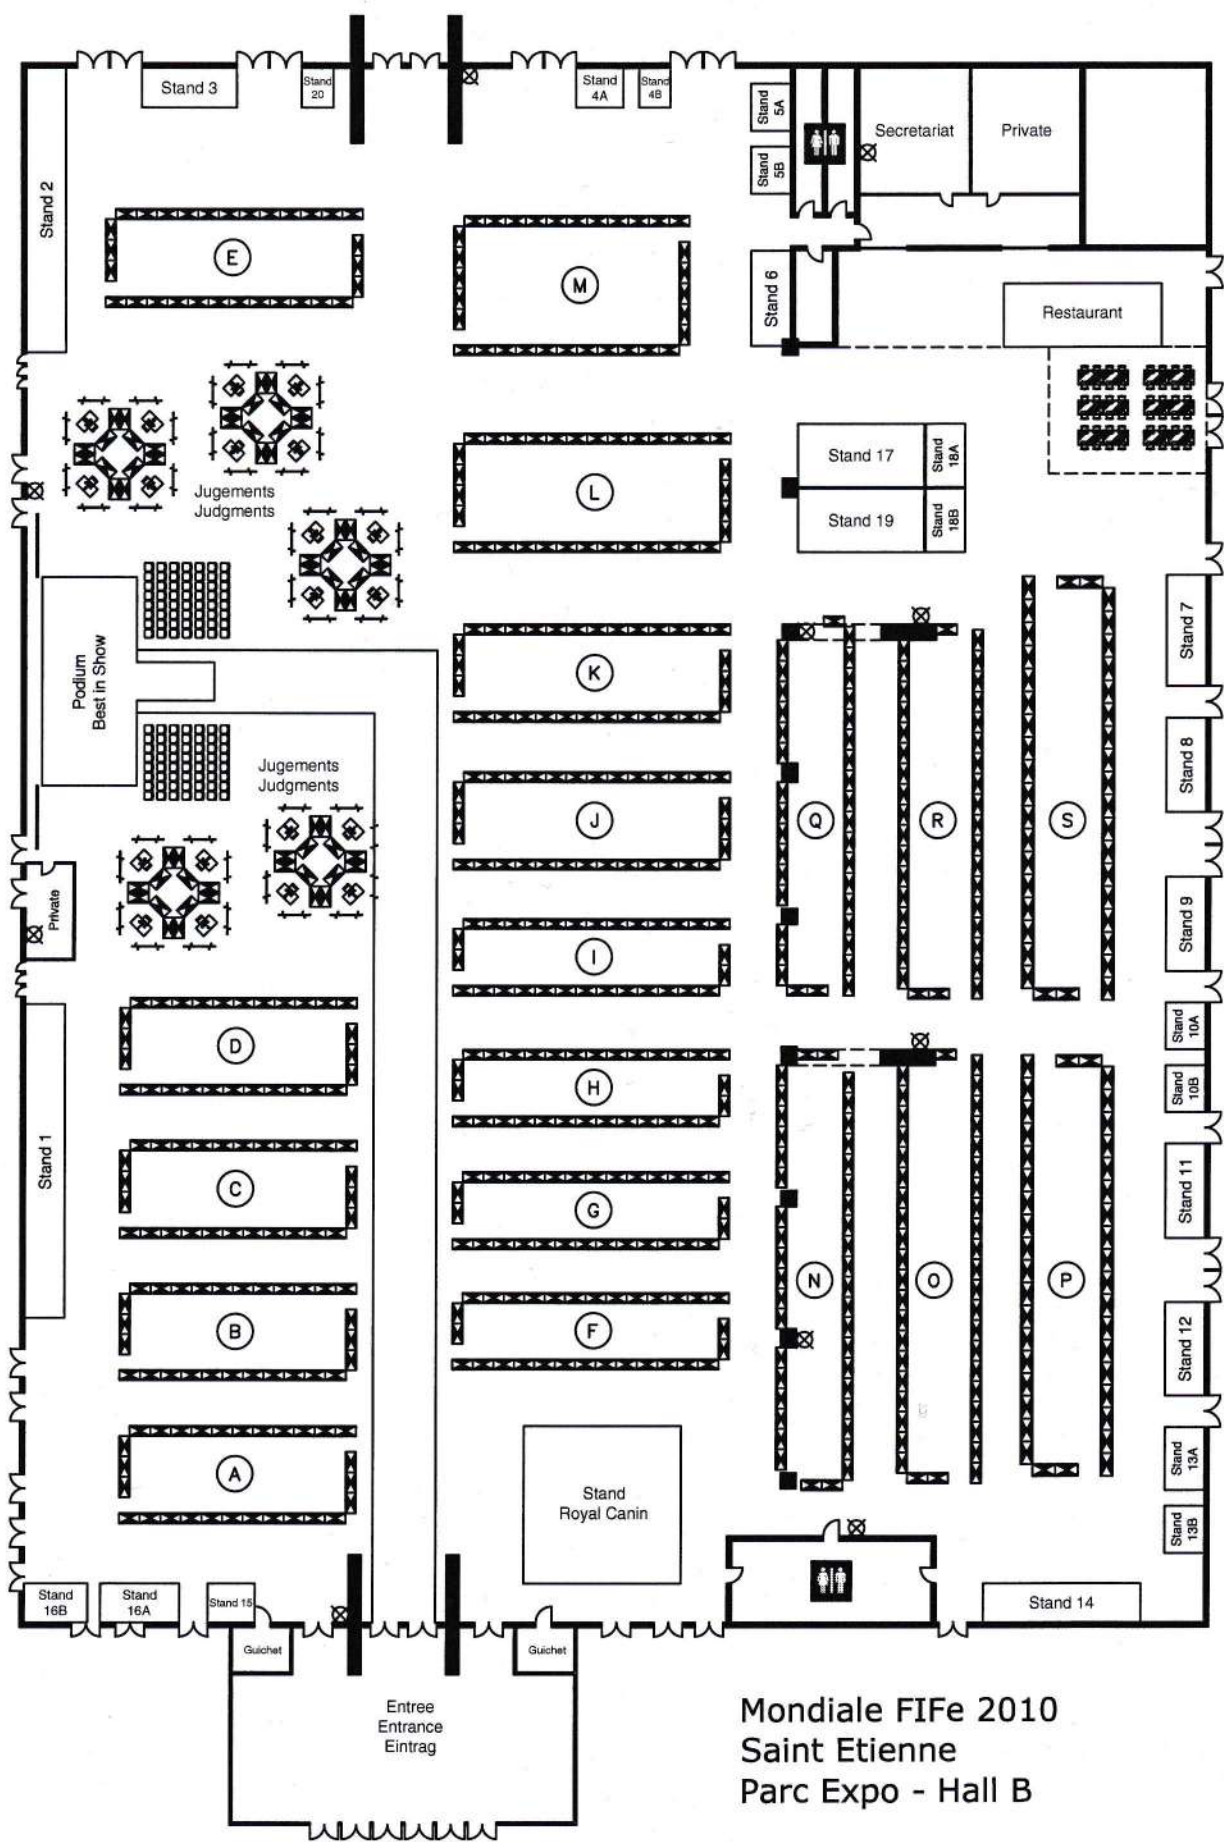 Stand 3
Stand
20
Stand
4A
Stand
4B
Stand
5A
Stand
5B
Secretariat
Private
Stand 2
E
M
Stand 6
Restaurant
Jugements
Judgments
L
Stand 17
Stand
18A
Stand 19
Stand
18B
Podium
Best in Show
K
Stand 7
Jugements
Judgments
J
Q
R
S
Stand 8
Private
I
Stand 9
D
H
Stand
10A
Stand
10B
Stand 1
C
G
Stand 11
B
F
N
O
P
Stand 12
A
Stand
Royal Canin
Stand
13A
Stand
13B
Stand
16B
Stand
16A
Stand 15
Stand 14
Guichet
Guichet
Entree
Entrance
Eintrag
Mondiale FIFe 2010
Saint Etienne
Parc Expo - Hall B